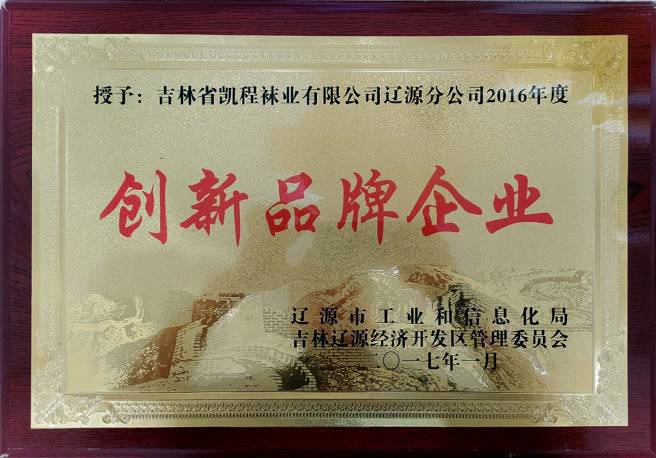 授予：吉林省凯程袜业有限公司辽源分公司2016年度
创新品牌企业
辽源市工业和信息化局
吉林辽源经济开发区管理委员会
二〇一七年一月